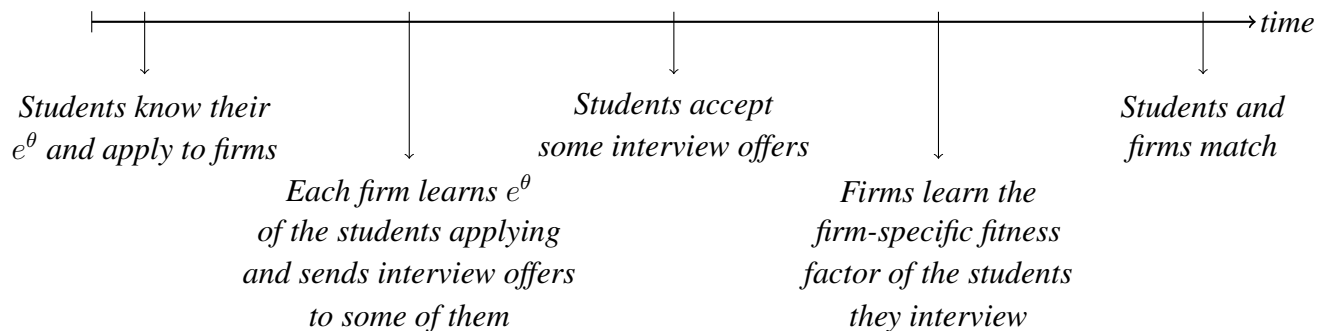 time
Students know their
e^θ and apply to firms
Each firm learns e^θ
of the students applying
and sends interview offers
to some of them
Students accept
some interview offers
Firms learn the
firm-specific fitness
factor of the students
they interview
Students and
firms match